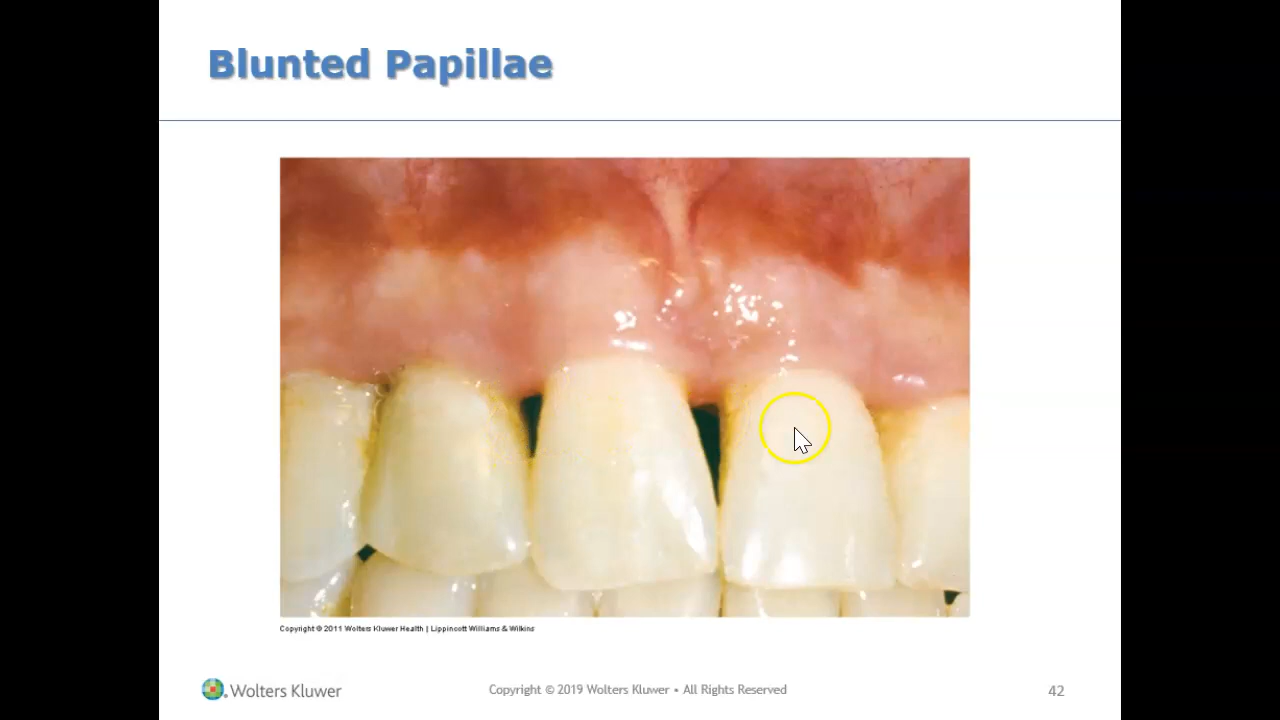 Blunted Papillae
Copyright © 2011 Wolters Kluwer Health | Lippincott Williams & Wilkins
Wolters Kluwer
Copyright © 2019 Wolters Kluwer • All Rights Reserved
42